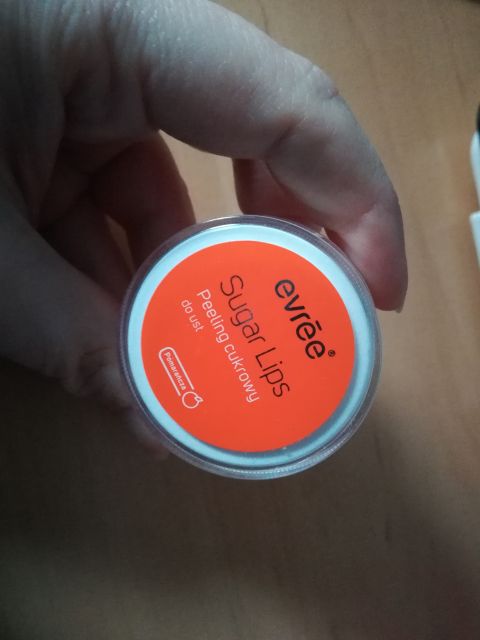 evrēe®
Sugar Lips
Peeling cukrowy
do ust
Pomarańcza